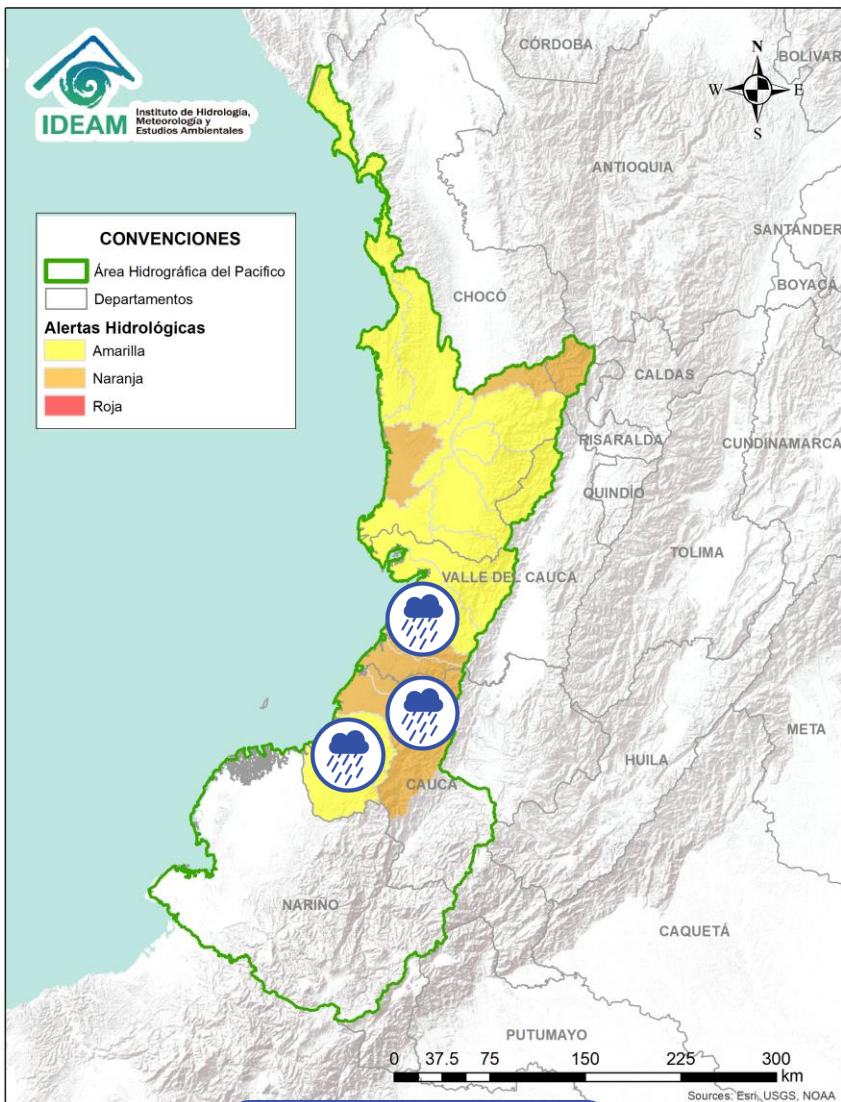 IDEAM
Instituto de Hidrología,
Meteorología y
Estudios Ambientales
CÓRDOBA
BOLÍVAR
N
W
E
S
ANTIOQUIA
SANTANDER
BOYACÁ
CONVENCIONES
Área Hidrográfica del Pacifico
Departamentos
Alertas Hidrológicas
Amarilla
Naranja
Roja
CHOCÓ
CALDAS
RISARALDA
CUNDINAMARCA
QUINDÍO
TOLIMA
VALLE DEL CAUCA
META
HUILA
CAUCA
NARIÑO
CAQUETÁ
PUTUMAYO
0 37.5 75 150 225 300
km
Sources: Esri, USGS, NOAA